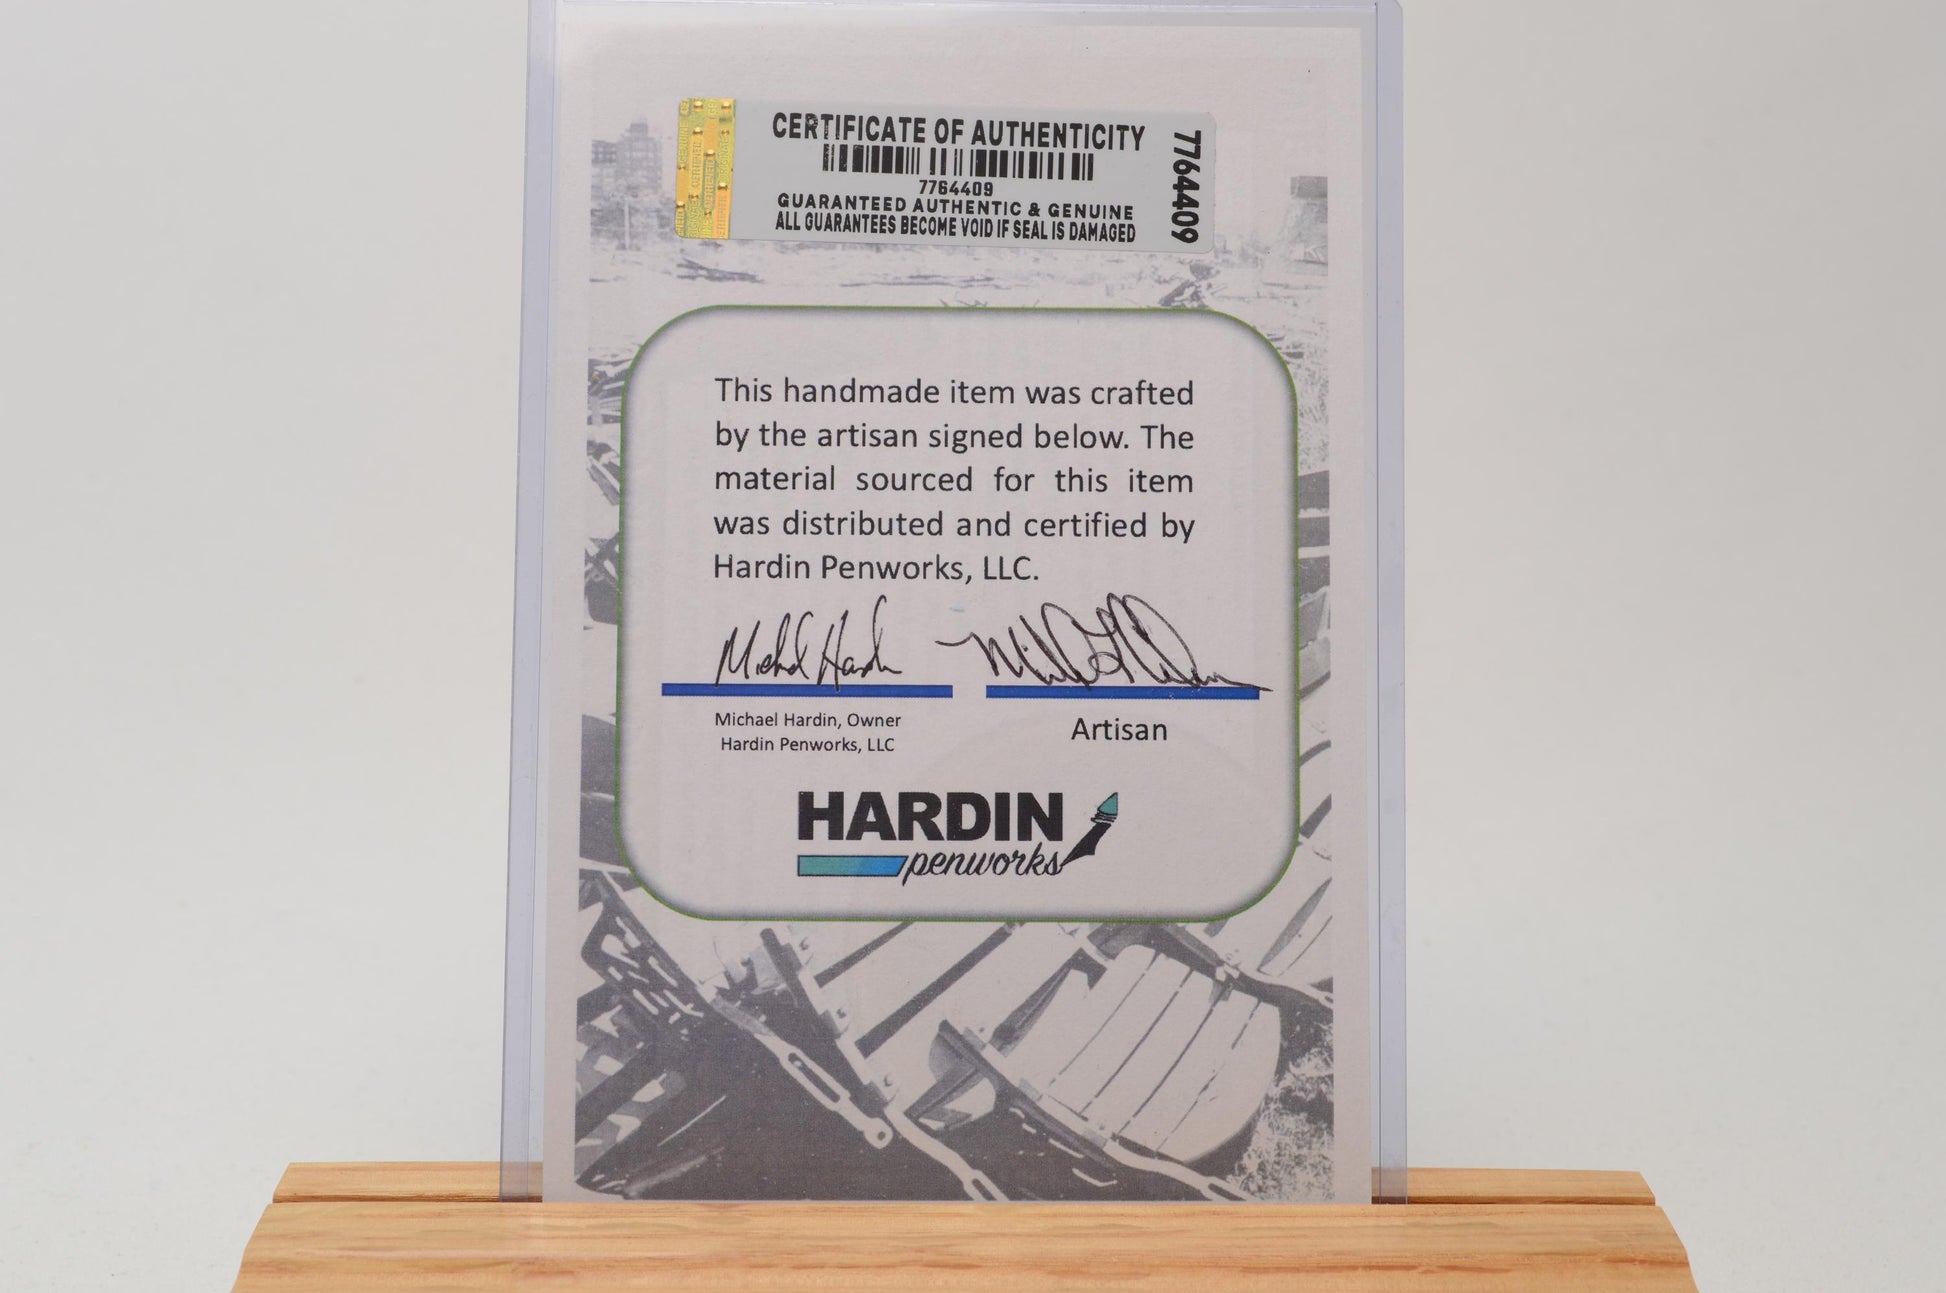 CERTIFICATE OF AUTHENTICITY
7764409
GUARANTEED AUTHENTIC & GENUINE
ALL GUARANTEES BECOME VOID IF SEAL IS DAMAGED
7764409
This handmade item was crafted
by the artisan signed below. The
material sourced for this item
was distributed and certified by
Hardin Penworks, LLC.
Michael Hardin
Michael Hardin, Owner
Hardin Penworks, LLC
Artisan
HARDIN
penworks